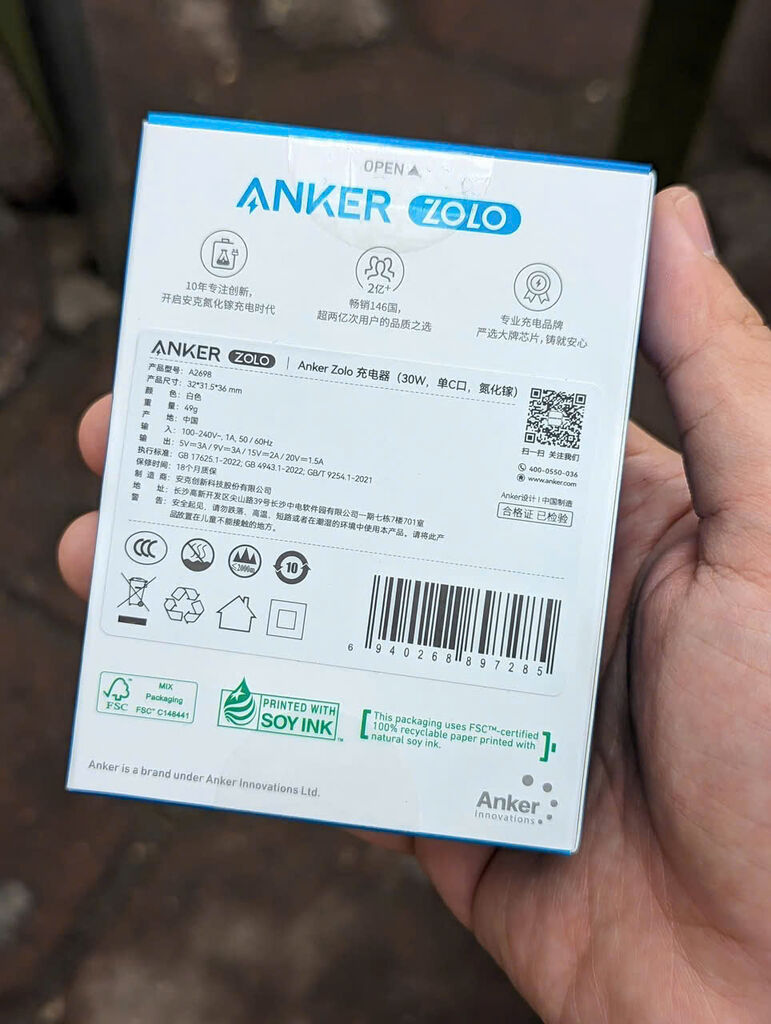 OPEN
ANKER ZOLO
10年专注创新,
开启安克氮化镓充电时代
2亿+
畅销146国,
超两亿次用户的品质之选
专业充电品牌
严选大牌芯片,铸就安心
ANKER ZOLO | Anker Zolo 充电器(30W, 单C口, 氮化镓)
产品型号: A2698
产品尺寸: 32*31.5*36 mm
颜 色: 白色
重 量: 49g
产 地: 中国
输 入: 100-240V~, 1A, 50 / 60Hz
输 出: 5V=3A / 9V=3A / 15V=2A / 20V=1.5A
执行标准: GB 17625.1-2022; GB 4943.1-2022; GB/T 9254.1-2021
保修时间: 18个月质保
制 造 商: 安克创新科技股份有限公司
地 址: 长沙高新开发区尖山路39号长沙中电软件园有限公司一期七栋7楼701室
警 告: 安全起见, 请勿跌落、高温、短路或者在潮湿的环境中使用本产品, 请将此产
品放置在儿童不能接触的地方。
扫一扫 关注我们
400-0550-036
www.anker.com
Anker设计 | 中国制造
合格证 已检验
CCC
≤2000m
10
6 940268 897285
FSC
MIX
Packaging
FSC™ C148441
PRINTED WITH
SOY INK™
This packaging uses FSC™-certified
100% recyclable paper printed with
natural soy ink.
Anker is a brand under Anker Innovations Ltd.
Anker
Innovations